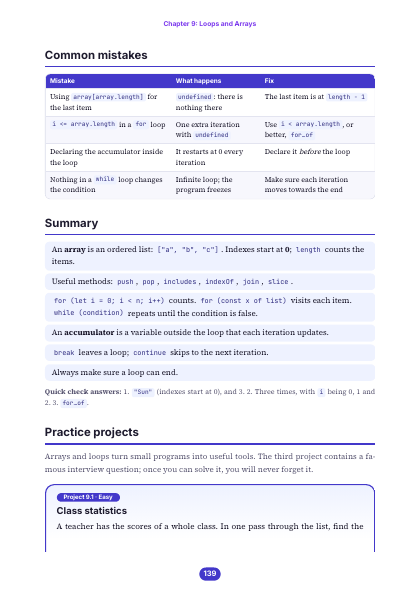 Chapter 9: Loops and Arrays
Common mistakes
Mistake What happens Fix
Using array[array.length] for undefined: there is The last item is at length - 1
the last item nothing there
i <= array.length in a for loop One extra iteration Use i < array.length, or
with undefined better, for…of
Declaring the accumulator inside It restarts at 0 every Declare it before the loop
the loop iteration
Nothing in a while loop changes Infinite loop; the Make sure each iteration
the condition program freezes moves towards the end
Summary
An array is an ordered list: ["a", "b", "c"]. Indexes start at 0; length counts the
items.
Useful methods: push, pop, includes, indexOf, join, slice.
for (let i = 0; i < n; i++) counts. for (const x of list) visits each item.
while (condition) repeats until the condition is false.
An accumulator is a variable outside the loop that each iteration updates.
break leaves a loop; continue skips to the next iteration.
Always make sure a loop can end.
Quick check answers: 1. "Sun" (indexes start at 0), and 3. 2. Three times, with i being 0, 1 and
2. 3. for…of.
Practice projects
Arrays and loops turn small programs into useful tools. The third project contains a fa-
mous interview question; once you can solve it, you will never forget it.
Project 9.1 · Easy
Class statistics
A teacher has the scores of a whole class. In one pass through the list, find the
139